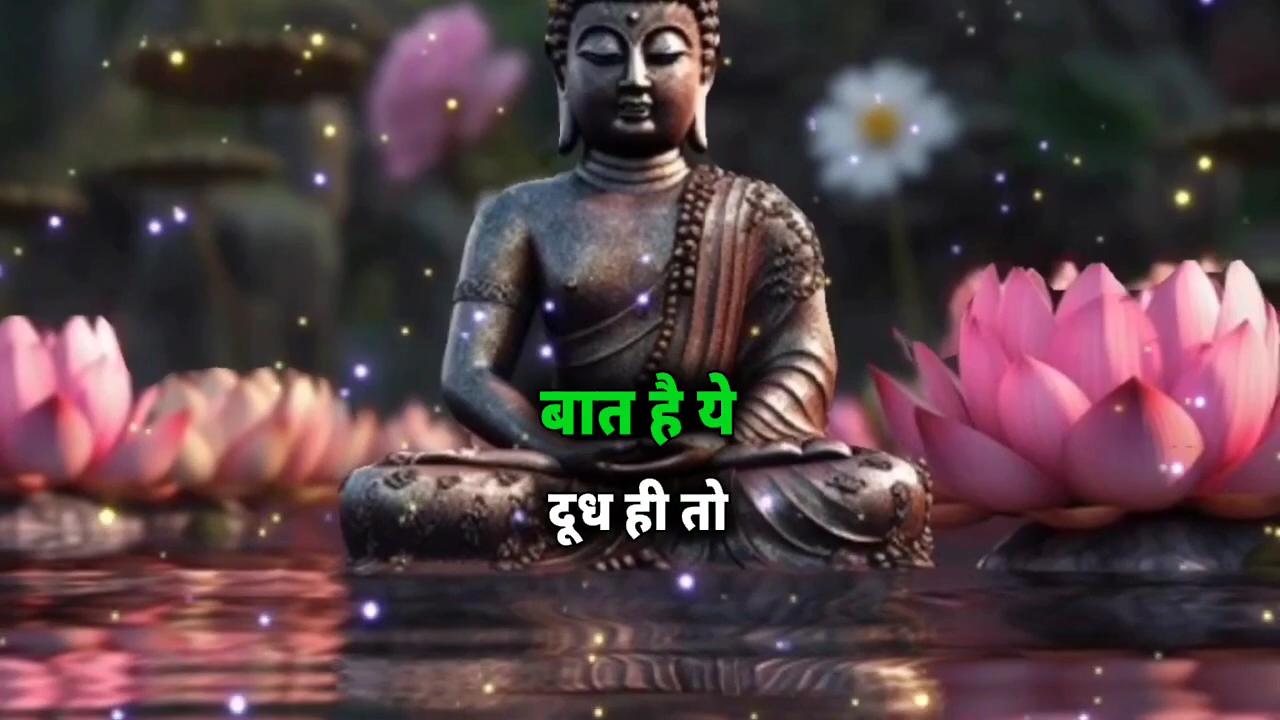 बात है ये
दूध ही तो